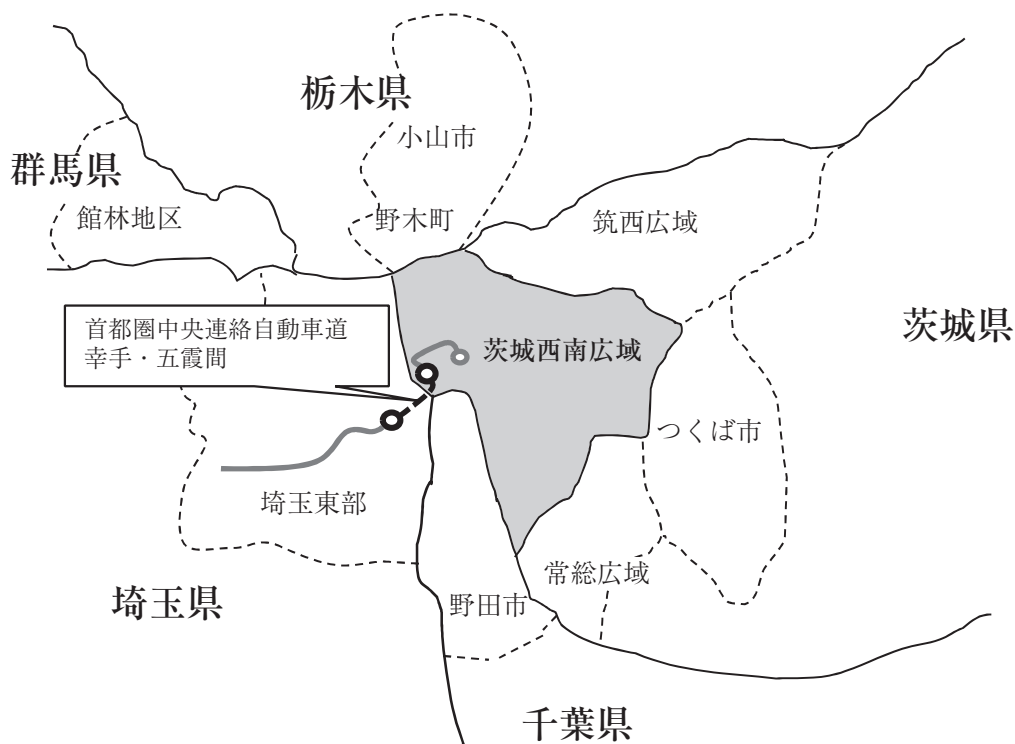 栃木県
小山市
群馬県
館林地区
野木町
筑西広域
首都圏中央連絡自動車道
幸手・五霞間
茨城西南広域
茨城県
つくば市
埼玉東部
常総広域
埼玉県
野田市
千葉県